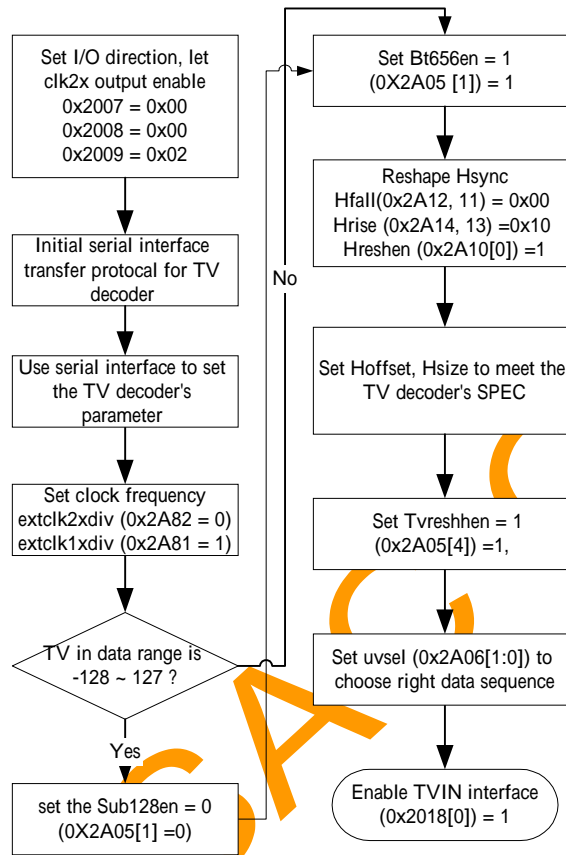 Set I/O direction, let
clk2x output enable
0x2007 = 0x00
0x2008 = 0x00
0x2009 = 0x02
Initial serial interface
transfer protocal for TV
decoder
Use serial interface to set
the TV decoder's
parameter
Set clock frequency
extclk2xdiv (0x2A82 = 0)
extclk1xdiv (0x2A81 = 1)
TV in data range is
-128 ~ 127 ?
Yes
set the Sub128en = 0
(0X2A05[1] =0)
No
Set Bt656en = 1
(0X2A05 [1]) = 1
Reshape Hsync
Hfall(0x2A12, 11) = 0x00
Hrise (0x2A14, 13) =0x10
Hreshen (0x2A10[0]) =1
Set Hoffset, Hsize to meet the
TV decoder's SPEC
Set Tvreshhen = 1
(0x2A05[4]) =1,
Set uvsel (0x2A06[1:0]) to
choose right data sequence
Enable TVIN interface
(0x2018[0]) = 1